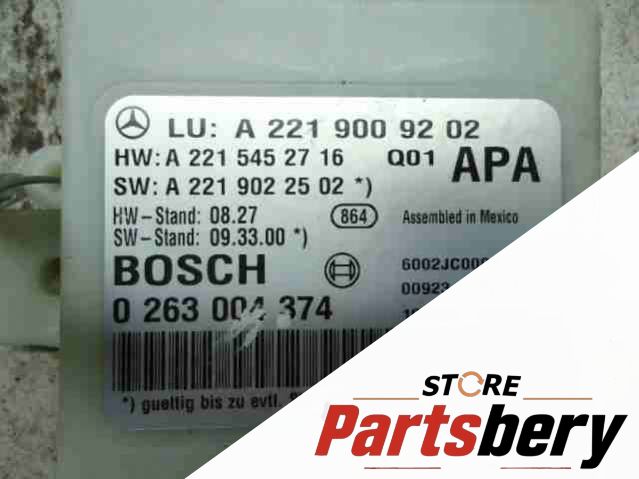 LU: A 221 900 92 02
HW: A 221 545 27 16 Q01 APA
SW: A 221 902 25 02 *)
HW-Stand: 08.27 864 Assembled in Mexico
SW-Stand: 09.33.00 *)
BOSCH
0 263 004 374
*) gueltig bis zu evtl.
STORE
Partsbery